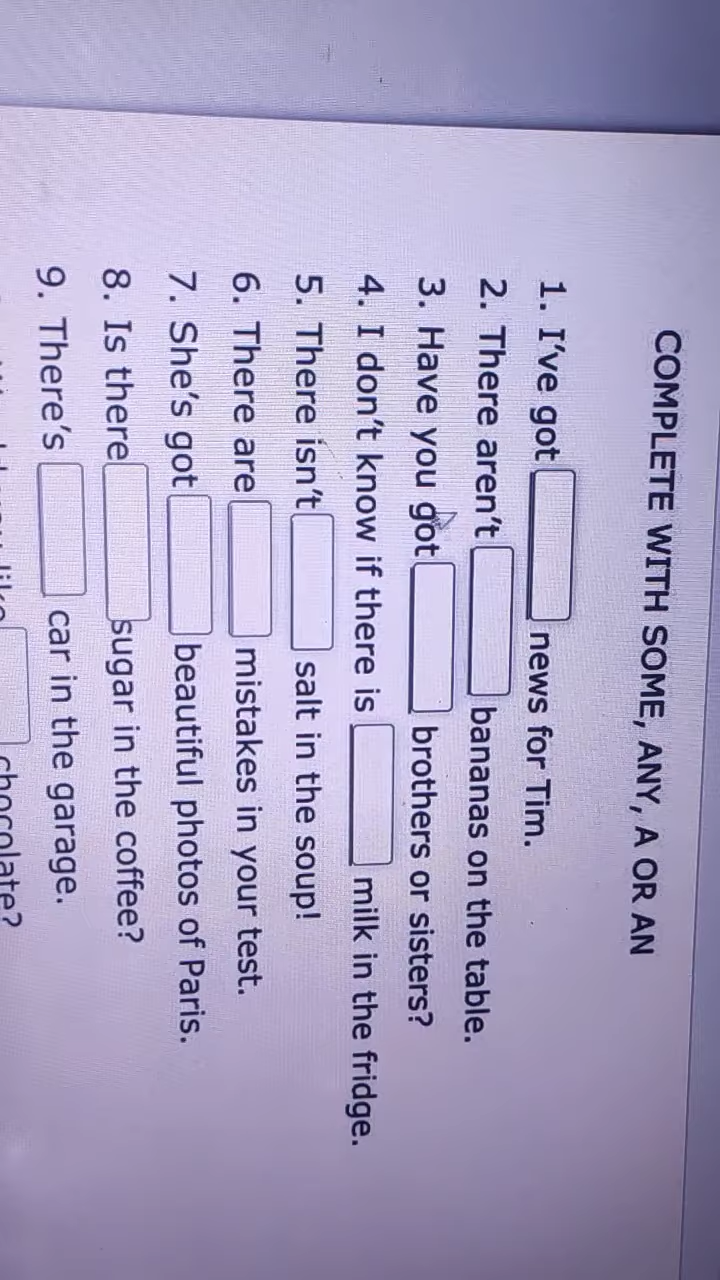 COMPLETE WITH SOME, ANY, A OR AN
1. I've got news for Tim.
2. There aren't bananas on the table.
3. Have you got brothers or sisters?
4. I don't know if there is milk in the fridge.
5. There isn't salt in the soup!
6. There are mistakes in your test.
7. She's got beautiful photos of Paris.
8. Is there sugar in the coffee?
9. There's car in the garage.
chocolate?